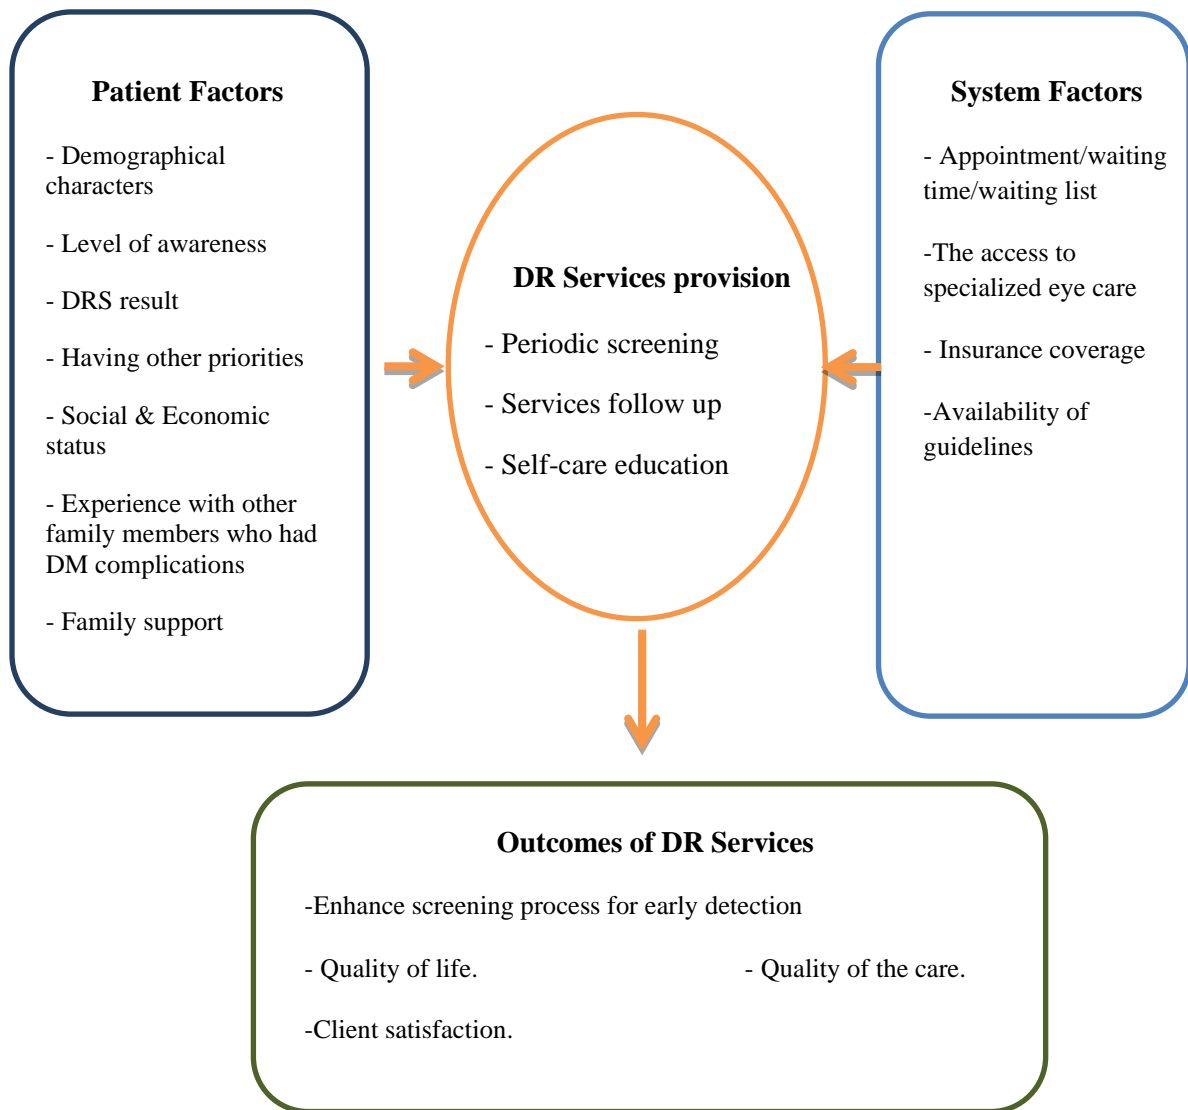 Patient Factors
- Demographical
characters
- Level of awareness
- DRS result
- Having other priorities
- Social & Economic
status
- Experience with other
family members who had
DM complications
- Family support
DR Services provision
- Periodic screening
- Services follow up
- Self-care education
System Factors
- Appointment/waiting
time/waiting list
-The access to
specialized eye care
- Insurance coverage
-Availability of
guidelines
Outcomes of DR Services
-Enhance screening process for early detection
- Quality of life. - Quality of the care.
-Client satisfaction.